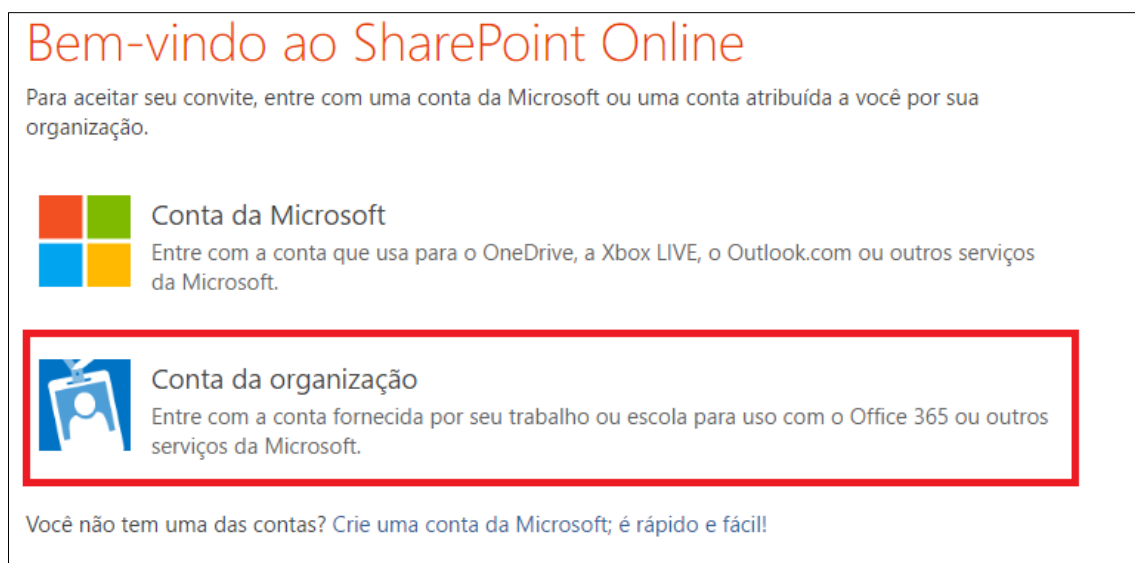 Bem-vindo ao SharePoint Online
Para aceitar seu convite, entre com uma conta da Microsoft ou uma conta atribuída a você por sua
organização.
Conta da Microsoft
Entre com a conta que usa para o OneDrive, a Xbox LIVE, o Outlook.com ou outros serviços
da Microsoft.
Conta da organização
Entre com a conta fornecida por seu trabalho ou escola para uso com o Office 365 ou outros
serviços da Microsoft.
Você não tem uma das contas? Crie uma conta da Microsoft; é rápido e fácil!